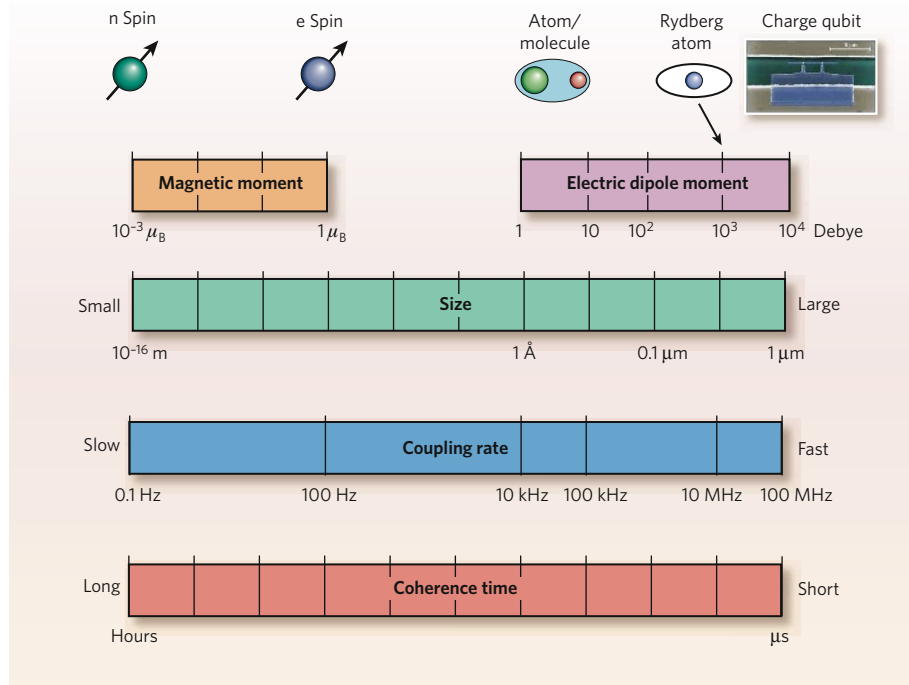 n Spin
e Spin
Atom/
molecule
Rydberg
atom
Charge qubit
Magnetic moment
10⁻³ μB
1 μB
Electric dipole moment
1
10
10²
10³
10⁴ Debye
Small
Size
Large
10⁻¹⁶ m
1 Å
0.1 μm
1 μm
Slow
Coupling rate
Fast
0.1 Hz
100 Hz
10 kHz
100 kHz
10 MHz
100 MHz
Long
Coherence time
Short
Hours
μs